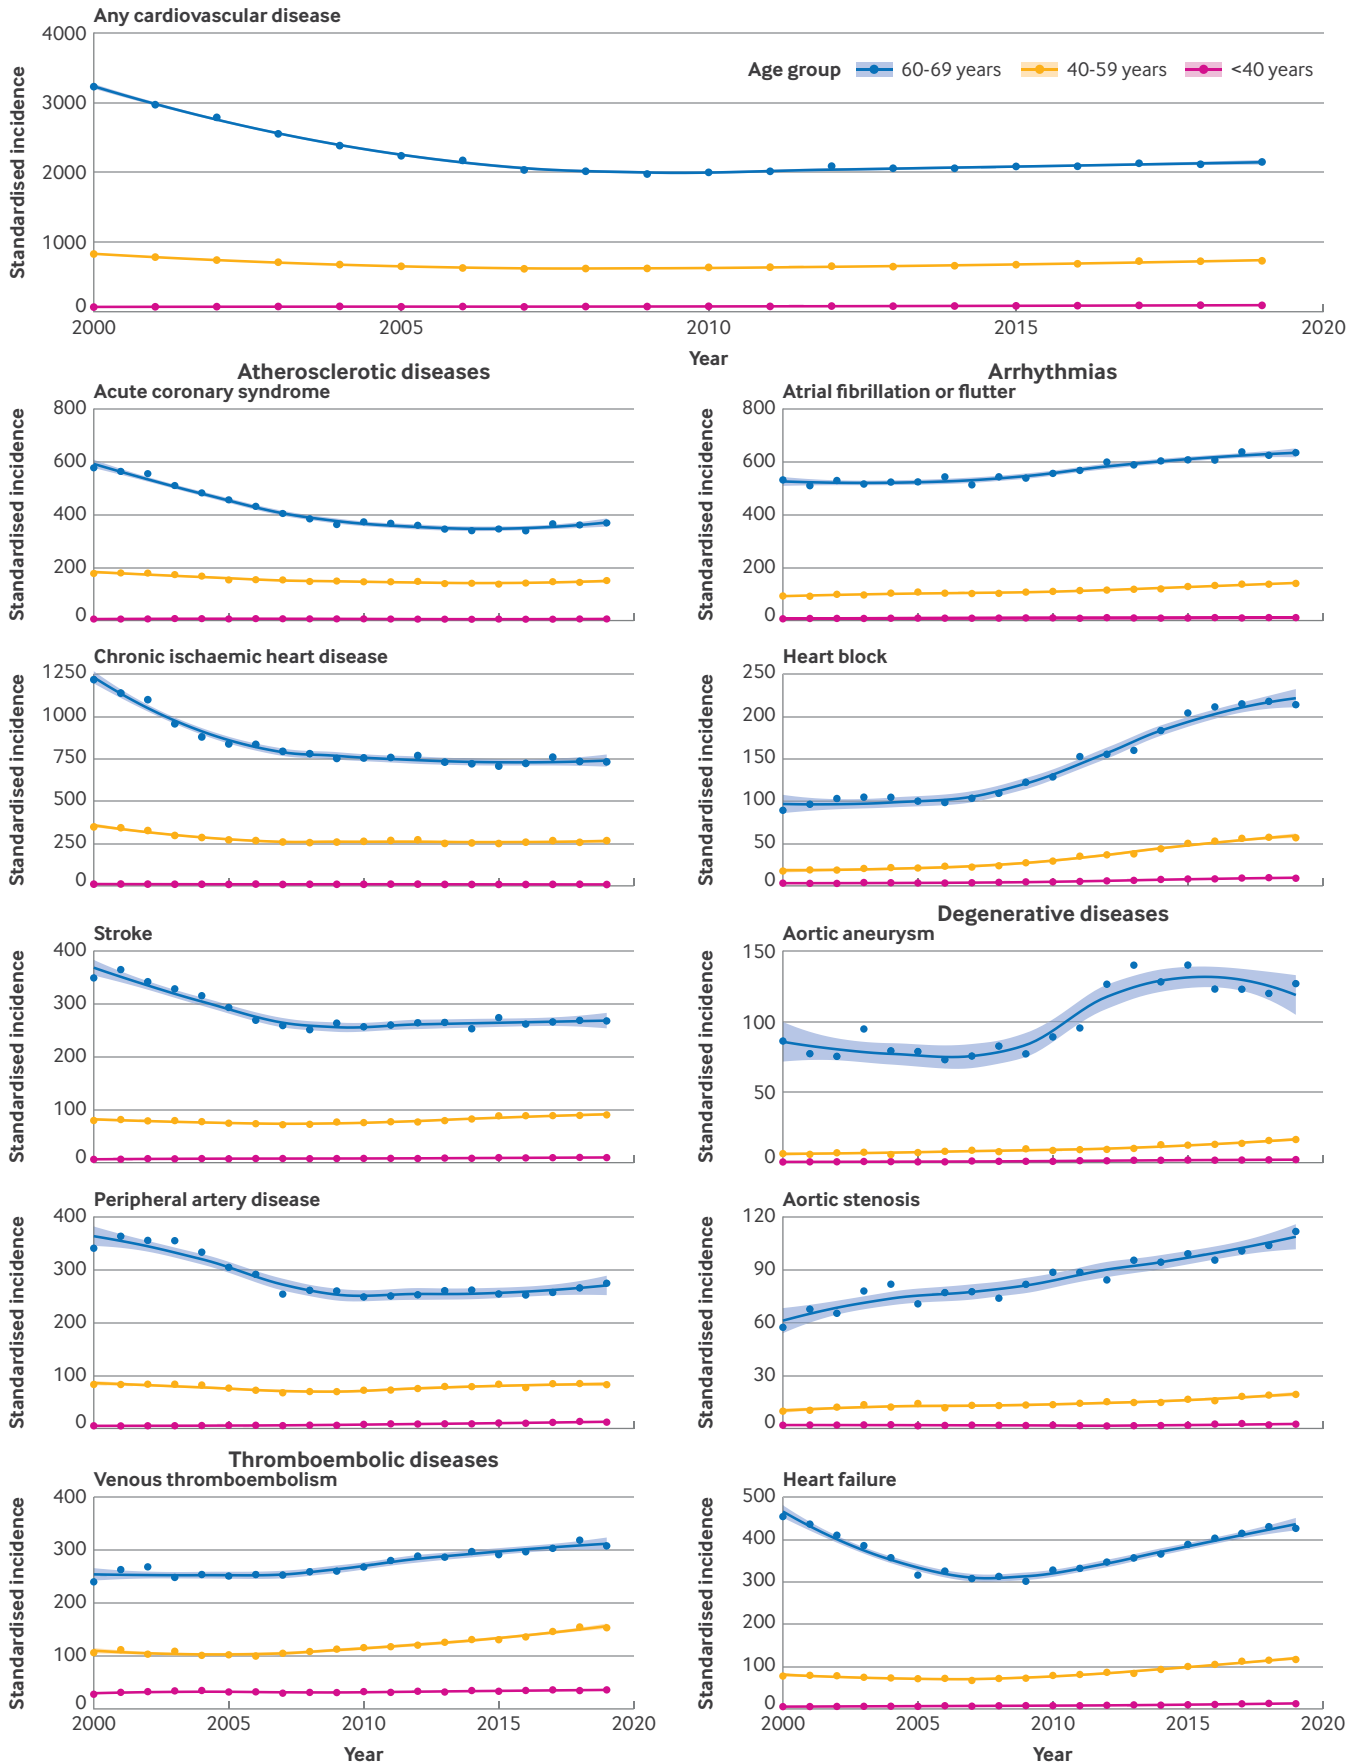 Any cardiovascular disease
Standardised incidence
4000
3000
2000
1000
0
Age group 60-69 years 40-59 years <40 years
2000 2005 2010 2015 2020
Year
Atherosclerotic diseases
Acute coronary syndrome
Standardised incidence
800
600
400
200
0
Chronic ischaemic heart disease
Standardised incidence
1250
1000
750
500
250
0
Stroke
Standardised incidence
400
300
200
100
0
Peripheral artery disease
Standardised incidence
400
300
200
100
0
Thromboembolic diseases
Venous thromboembolism
Standardised incidence
400
300
200
100
0
2000 2005 2010 2015 2020
Year
Arrhythmias
Atrial fibrillation or flutter
Standardised incidence
800
600
400
200
0
Heart block
Standardised incidence
250
200
150
100
50
0
Degenerative diseases
Aortic aneurysm
Standardised incidence
150
100
50
0
Aortic stenosis
Standardised incidence
120
90
60
30
0
Heart failure
Standardised incidence
500
400
300
200
100
0
2000 2005 2010 2015 2020
Year